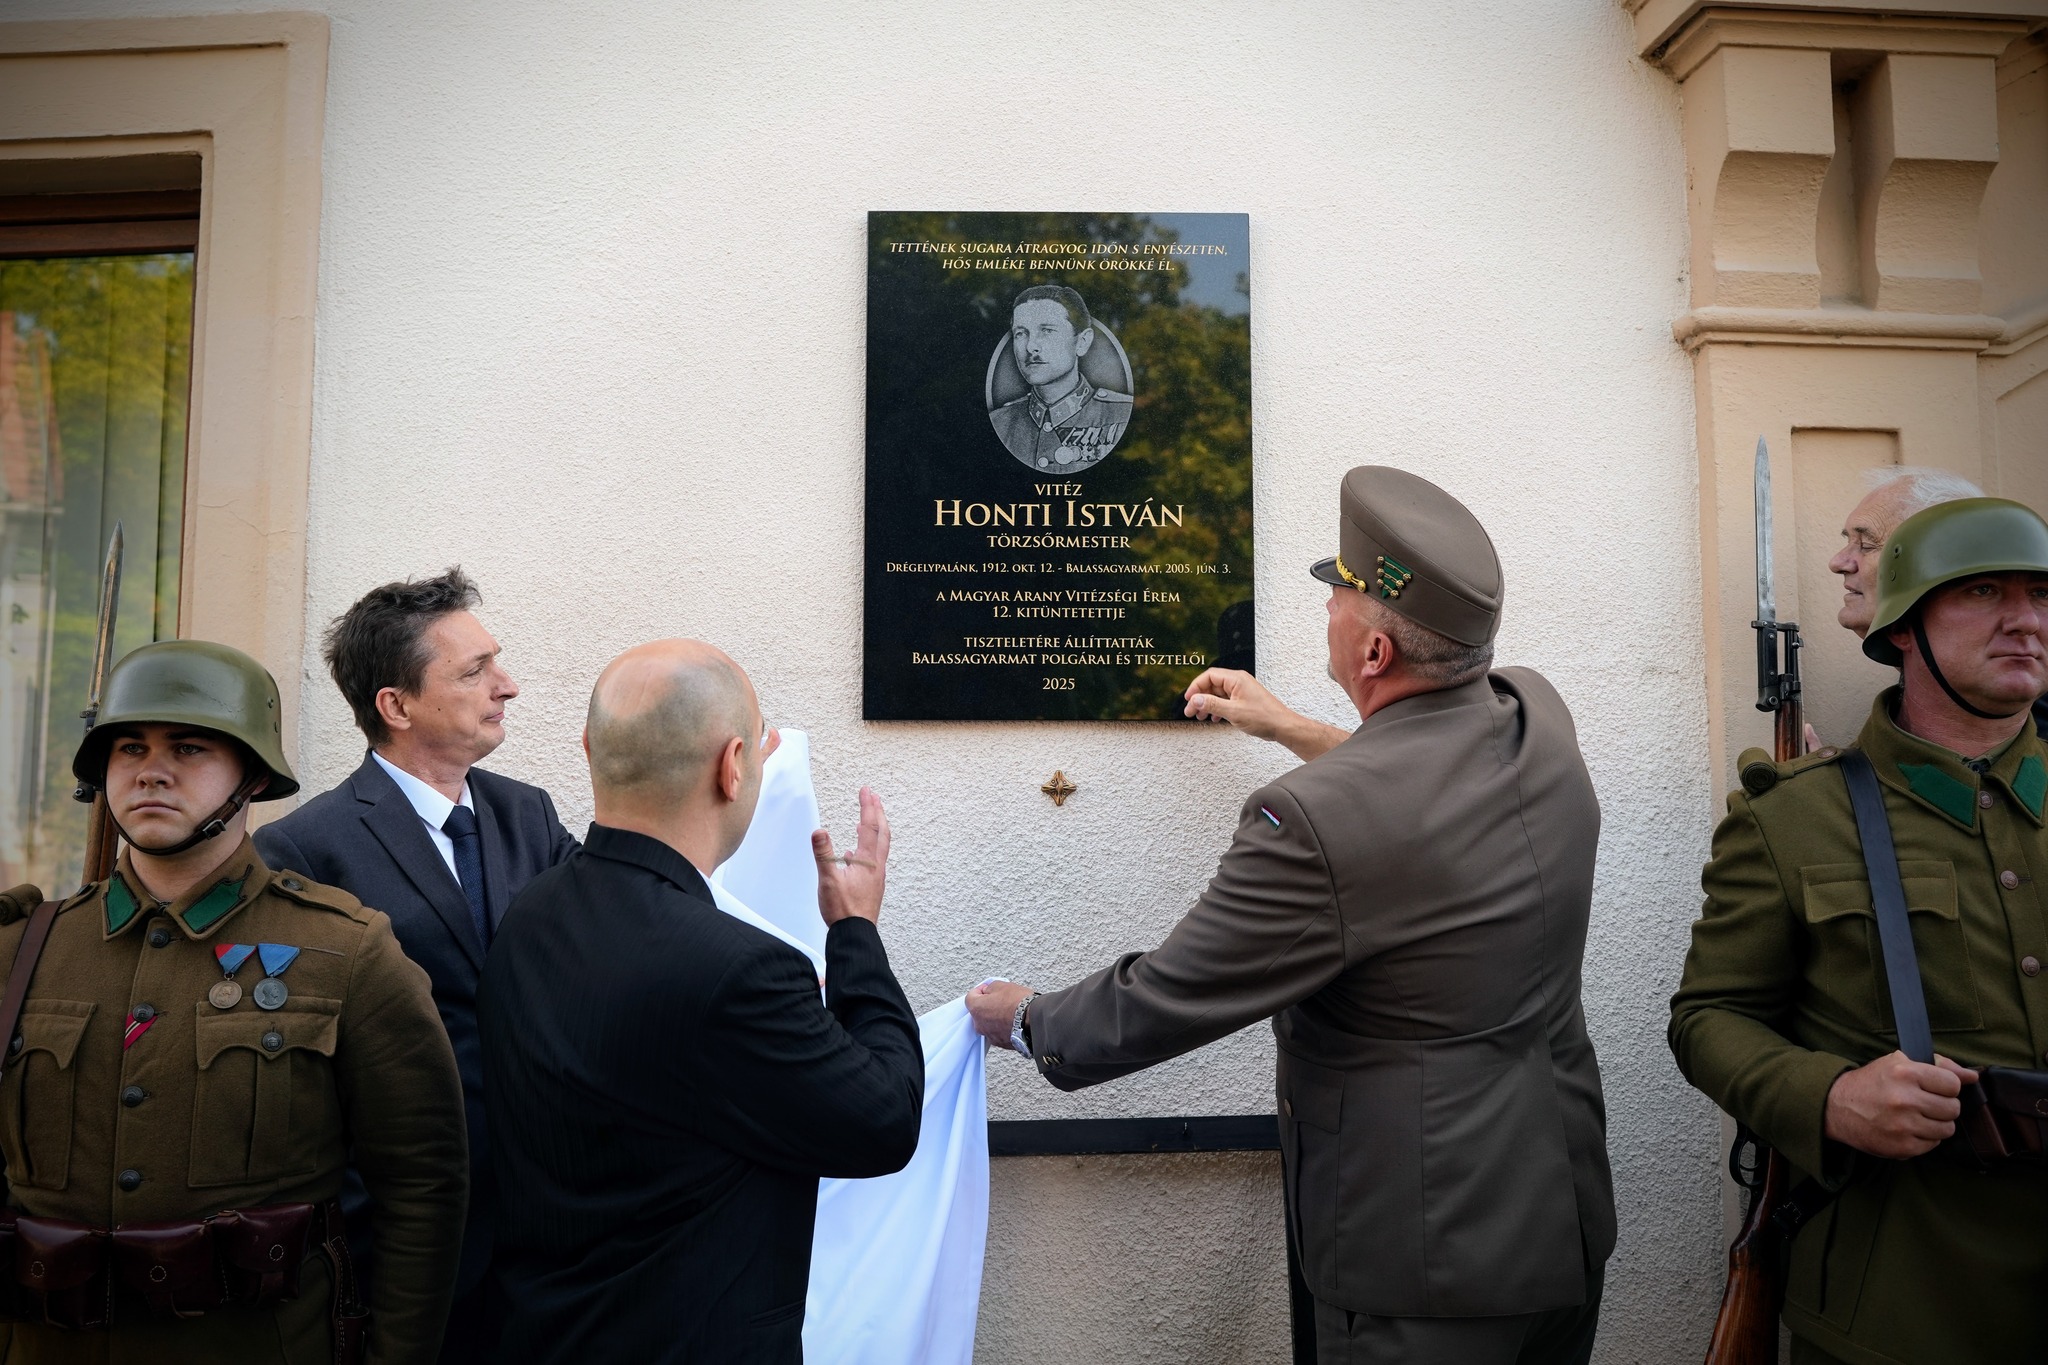 TETTÉNEK SUGARA ÁTRAGYOG IDŐN S ENYÉSZETEN,
HŐS EMLÉKE BENNÜNK ÖRÖKKÉ ÉL.
VITÉZ
HONTI ISTVÁN
TÖRZSŐRMESTER
DRÉGELYPALÁNK, 1912. OKT. 12. - BALASSAGYARMAT, 2005. JÚN. 3.
A MAGYAR ARANY VITÉZSÉGI ÉREM
12. KITÜNTETETTJE
TISZTELETÉRE ÁLLÍTTATTÁK
BALASSAGYARMAT POLGÁRAI ÉS TISZTELŐI
2025